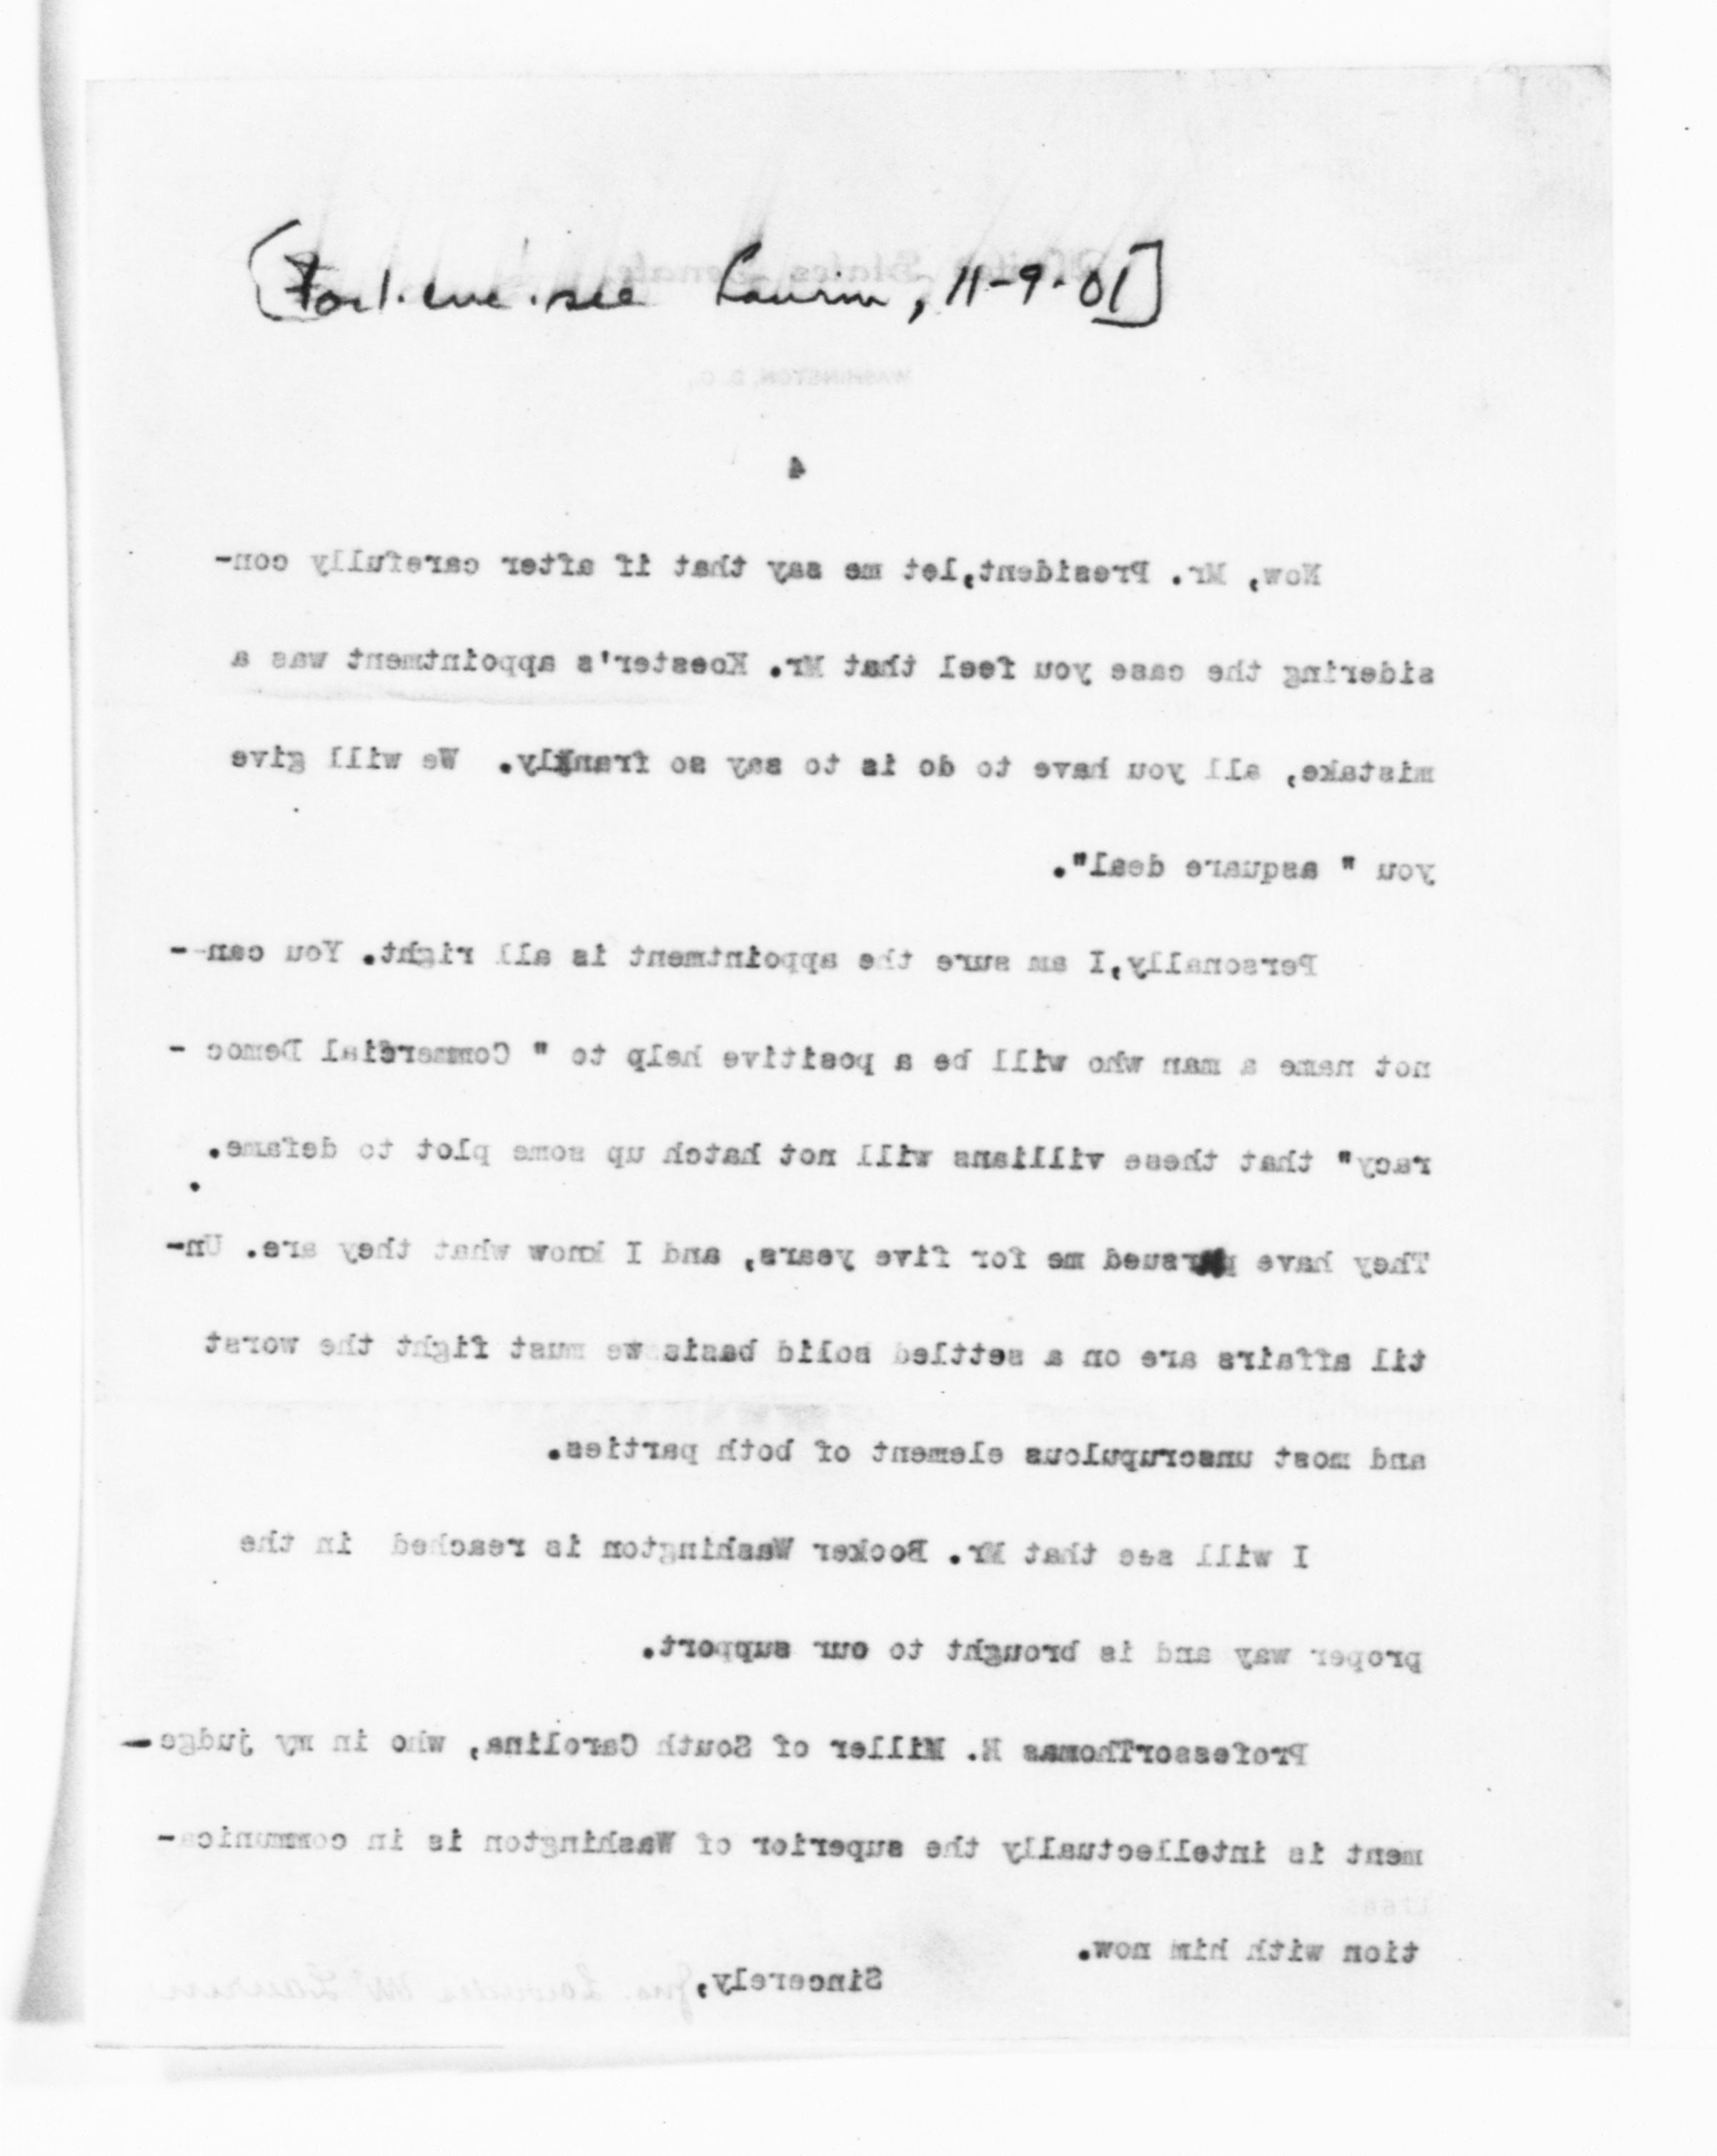 [For enc. see Laurin, 11-9-01]
United States Senate,
WASHINGTON, D.C.,
4
Now, Mr. President,let me say that if after carefully con-
sidering the case you feel that Mr. Koester's appointment was a
mistake, all you have to do is to say so frankly. We will give
you " asquare deal".
Personally,I am sure the appointment is all right. You can-
not name a man who will be a positive help to " Commercial Democ -
racy" that these villians will not hatch up some plot to defame.
They have pursued me for five years, and I know what they are. Un-
til affairs are on a settled solid basis we must fight the worst
and most unscrupulous element of both parties.
I will see that Mr. Booker Washington is reached in the
proper way and is brought to our support.
ProfessorThomas E. Miller of South Carolina, who in my judge-
ment is intellectually the superior of Washington is in communica-
tion with him now.
Sincerely,
Jno. Lowndes McLaurin